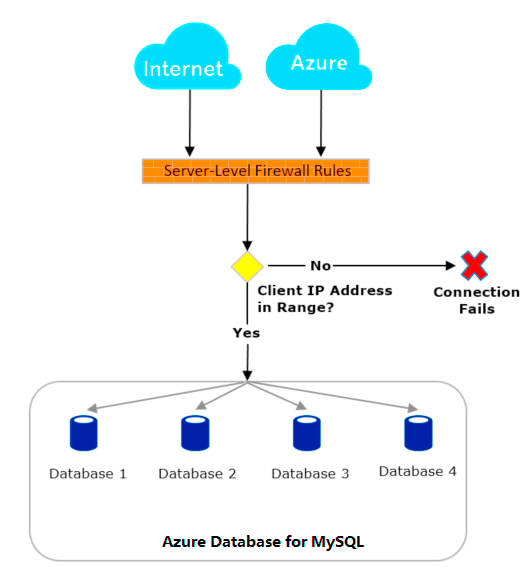 Internet
Azure
Server-Level Firewall Rules
No
Client IP Address
in Range?
Connection
Fails
Yes
Database 1
Database 2
Database 3
Database 4
Azure Database for MySQL